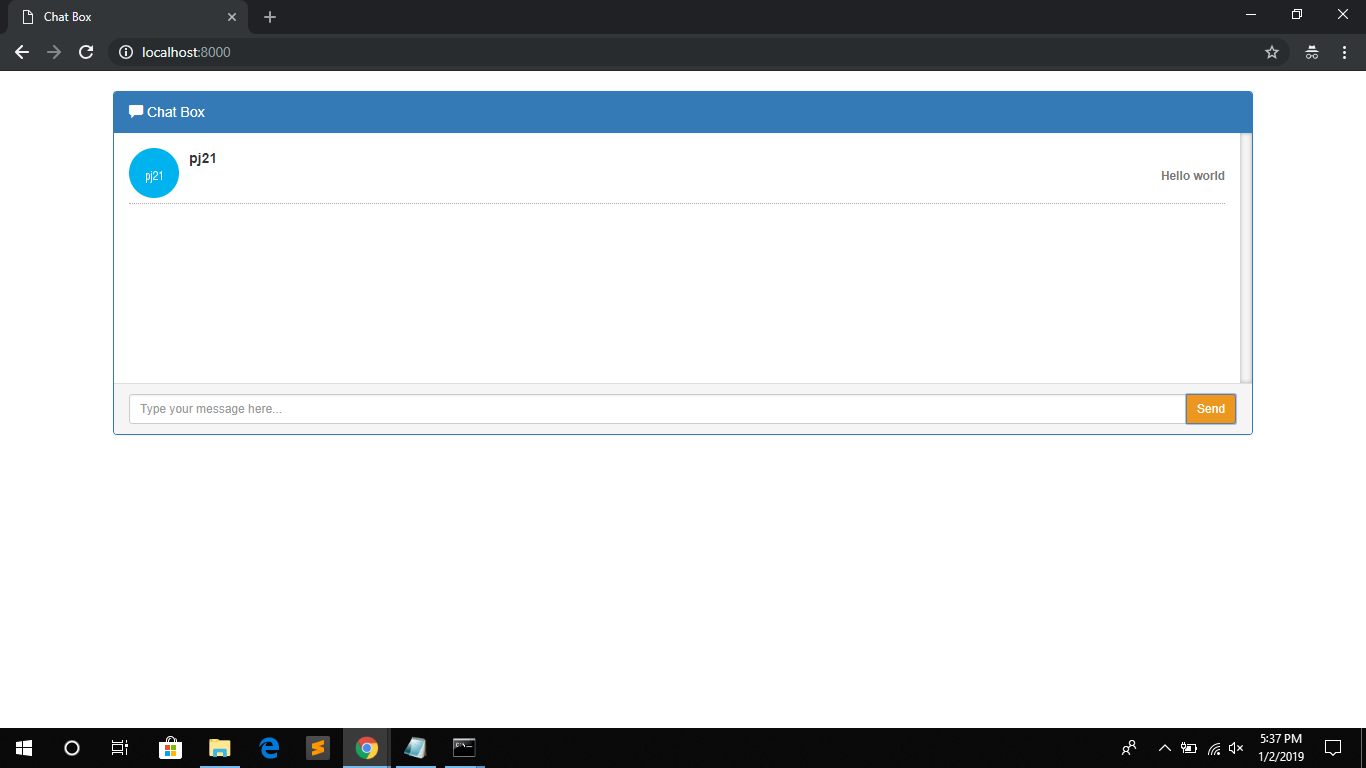 Chat Box
localhost:8000
Chat Box
pj21
pj21
Hello world
Type your message here...
Send
5:37 PM
1/2/2019